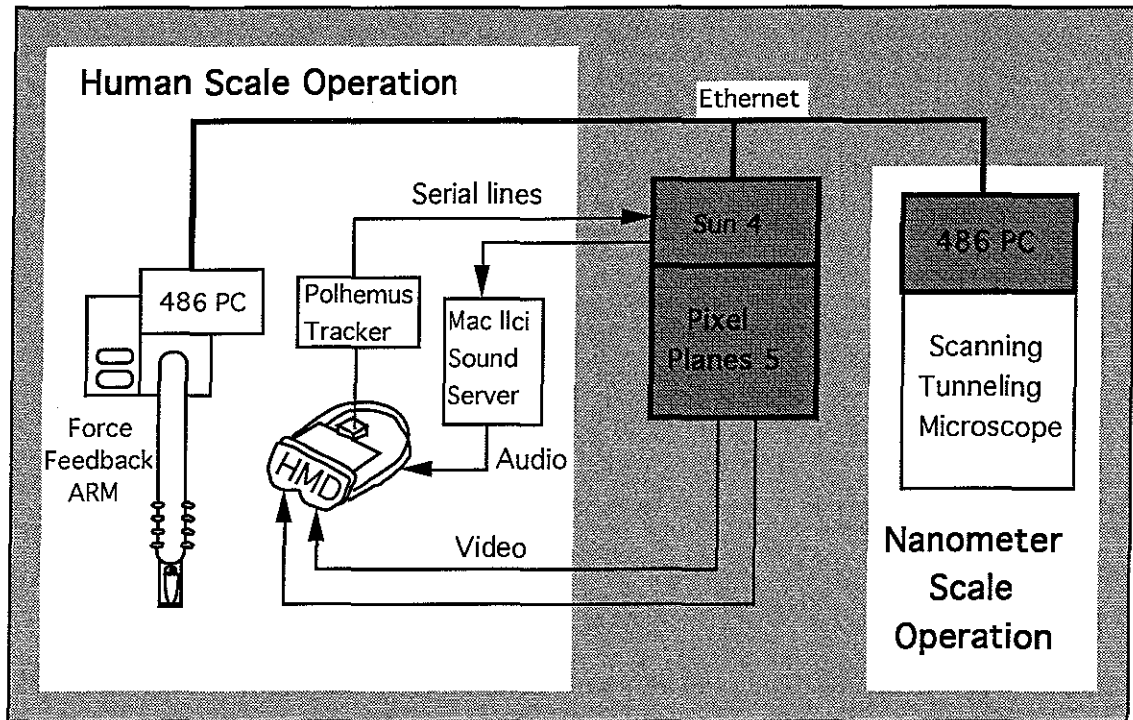 Human Scale Operation
Ethernet
Serial lines
Sun 4
486 PC
486 PC
Polhemus
Tracker
Mac IIci
Sound
Server
Pixel
Planes 5
Scanning
Tunneling
Microscope
Force
Feedback
ARM
HMD
Audio
Video
Nanometer
Scale
Operation